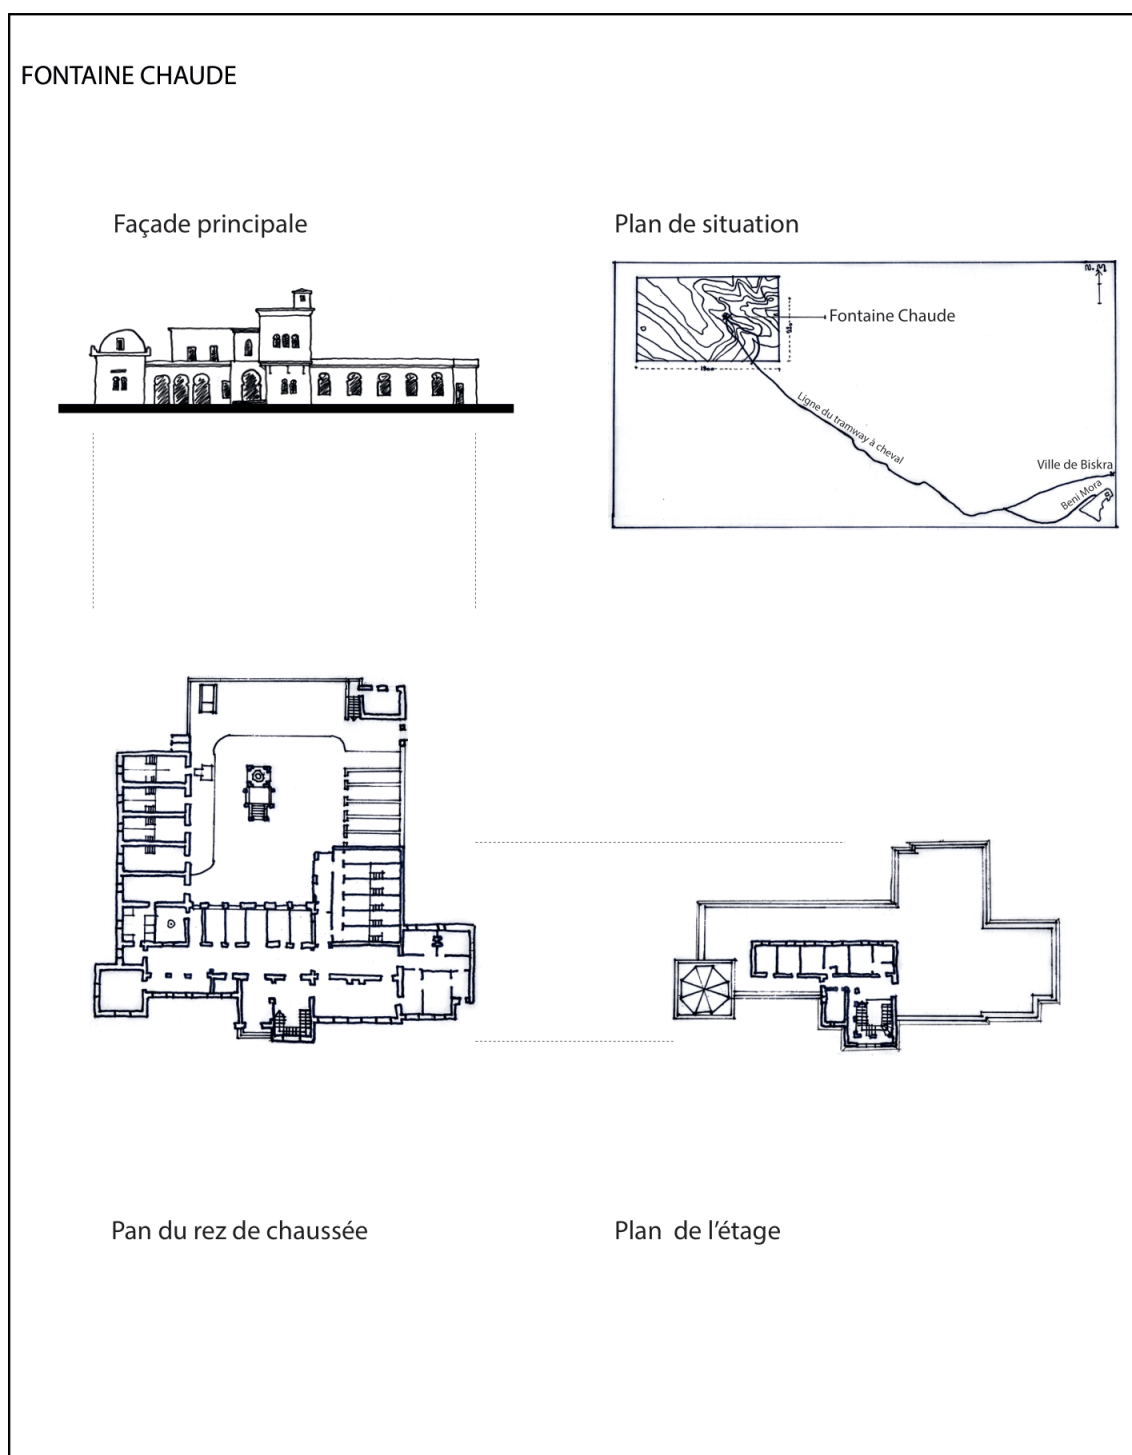 FONTAINE CHAUDE
Façade principale
Plan de situation
Fontaine Chaude
Ligne du tramway à cheval
Ville de Biskra
Beni Mora
Pan du rez de chaussée
Plan de l'étage